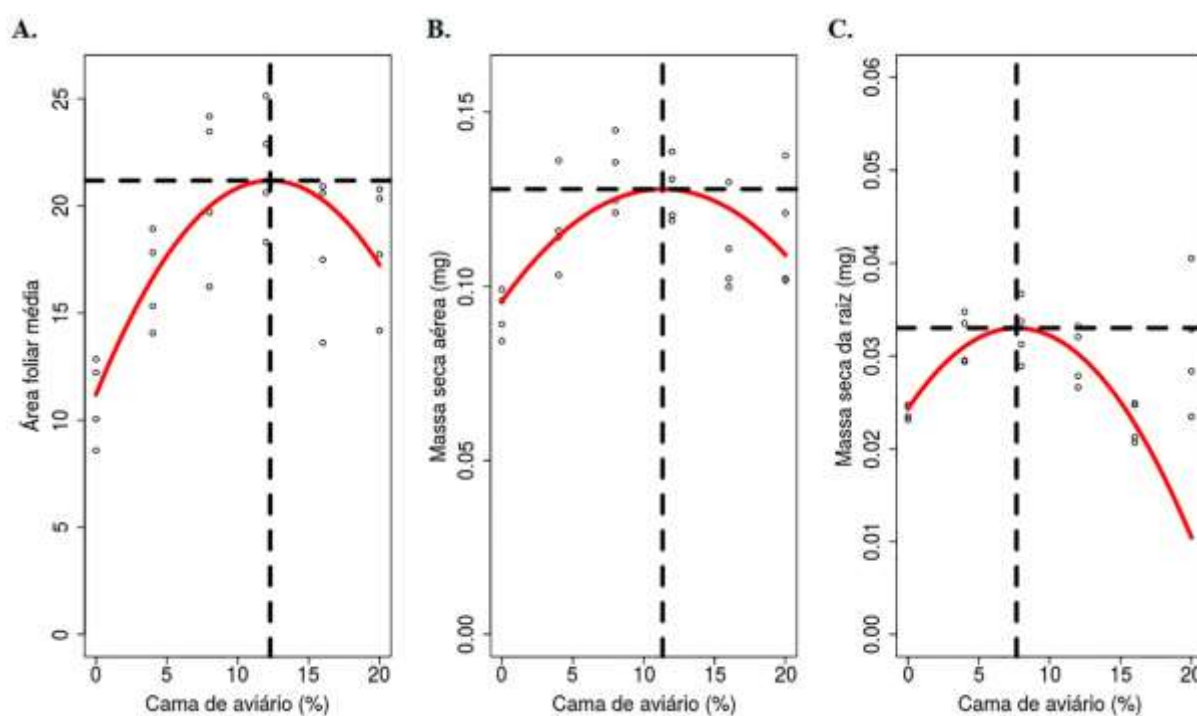 A.
Área foliar média
25
20
15
10
5
0
0 5 10 15 20
Cama de aviário (%)
B.
Massa seca aérea (mg)
0.15
0.10
0.05
0.00
0 5 10 15 20
Cama de aviário (%)
C.
Massa seca da raiz (mg)
0.06
0.05
0.04
0.03
0.02
0.01
0.00
0 5 10 15 20
Cama de aviário (%)